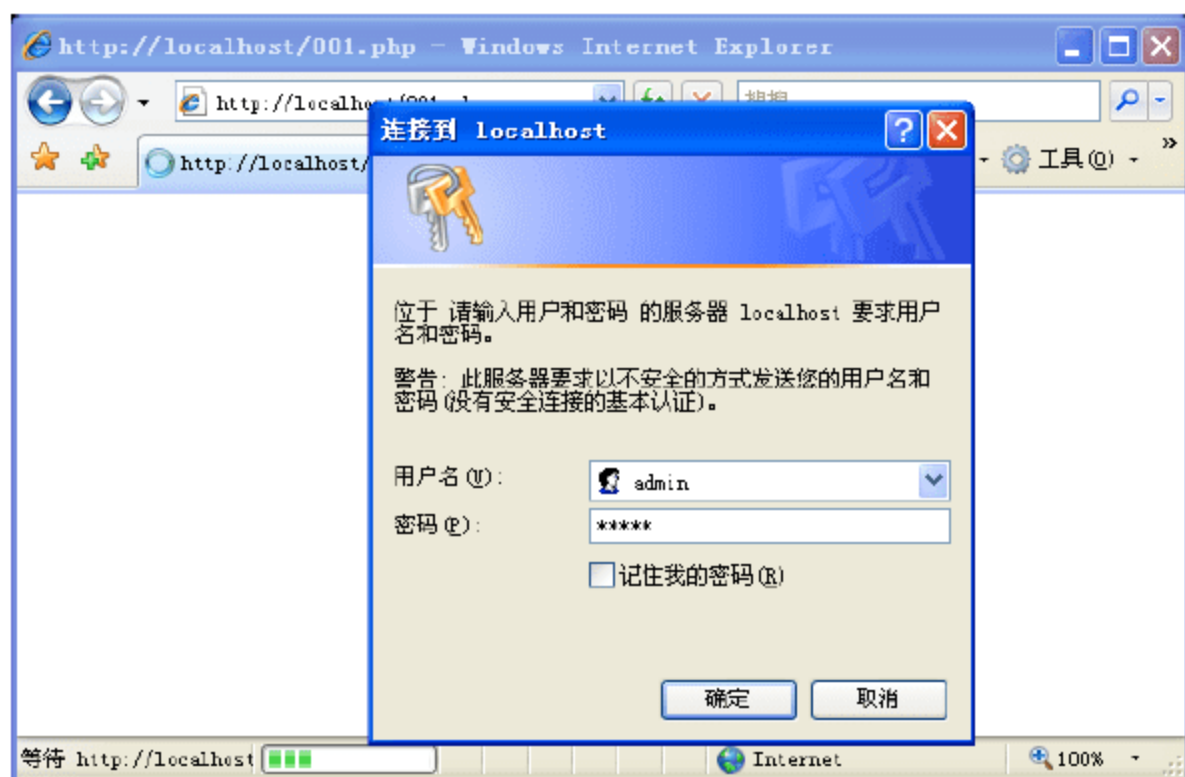 http://localhost/001.php - Windows Internet Explorer
http://localho
连接到 localhost
http://localhost/
工具(O)
位于 请输入用户和密码 的服务器 localhost 要求用户
名和密码。
警告: 此服务器要求以不安全的方式发送您的用户名和
密码(没有安全连接的基本认证)。
用户名(U):
admin
密码(P):
*****
记住我的密码(R)
确定
取消
等待 http://localhost
Internet
100%